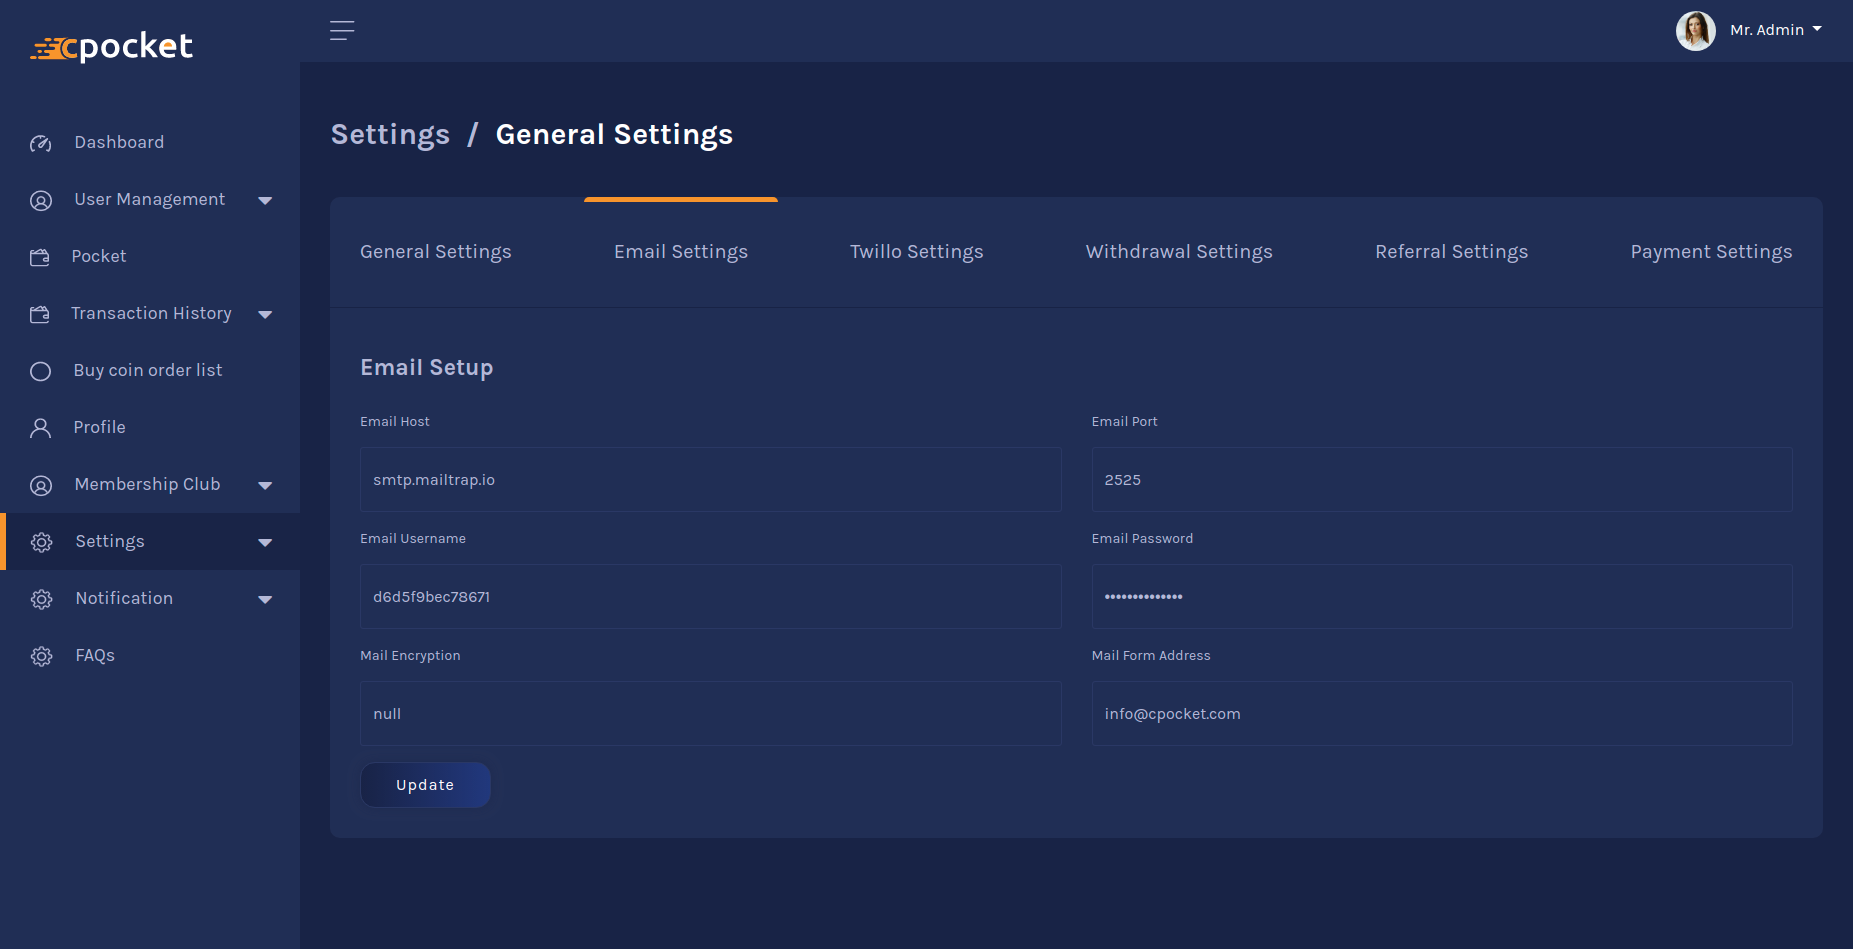 cpocket
Mr. Admin
Dashboard
User Management
Pocket
Transaction History
Buy coin order list
Profile
Membership Club
Settings
Notification
FAQs
Settings / General Settings
General Settings Email Settings Twillo Settings Withdrawal Settings Referral Settings Payment Settings
Email Setup
Email Host Email Port
smtp.mailtrap.io 2525
Email Username Email Password
d6d5f9bec78671 ••••••••••••••
Mail Encryption Mail Form Address
null info@cpocket.com
Update